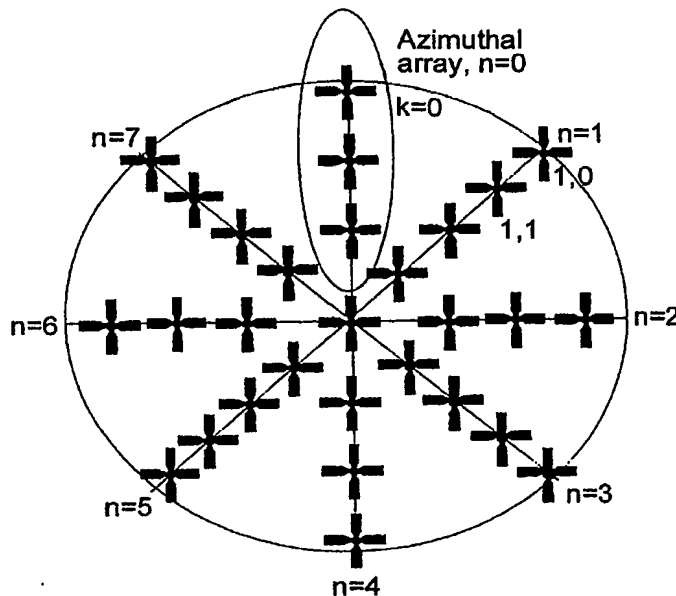 Azimuthal
array, n=0
k=0
n=7
n=1
1,0
1,1
n=6
n=2
n=5
n=3
n=4